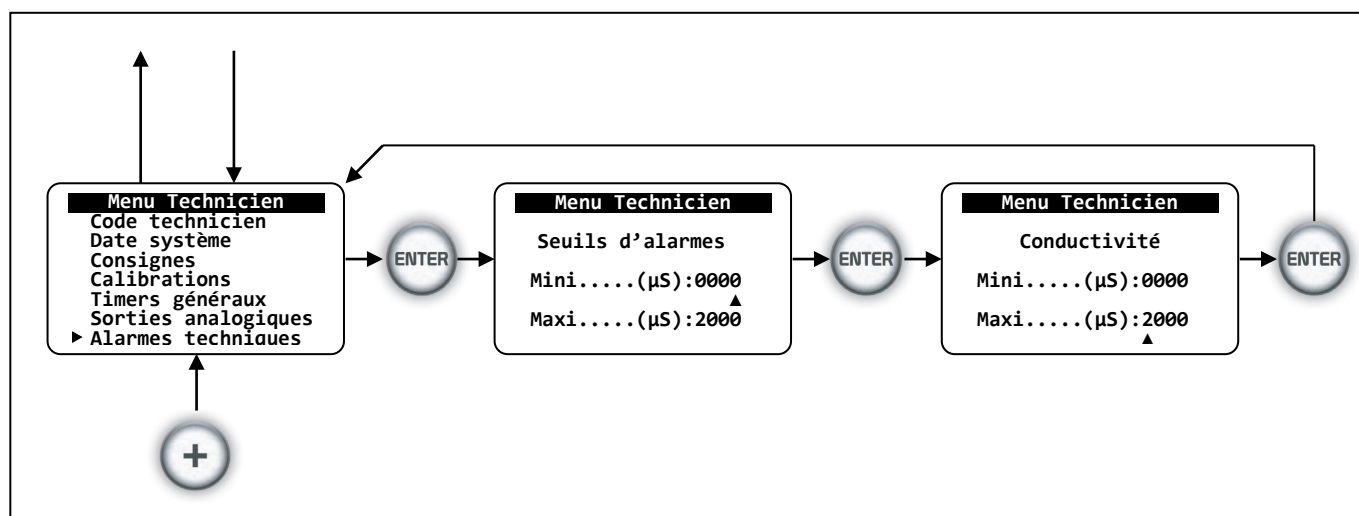 Menu Technicien
Code technicien
Date système
Consignes
Calibrations
Timers généraux
Sorties analogiques
▶ Alarmes techniques
ENTER
Menu Technicien
Seuils d’alarmes
Mini.....(µS):0000
▲
Maxi.....(µS):2000
ENTER
Menu Technicien
Conductivité
Mini.....(µS):0000
Maxi.....(µS):2000
▲
ENTER
+